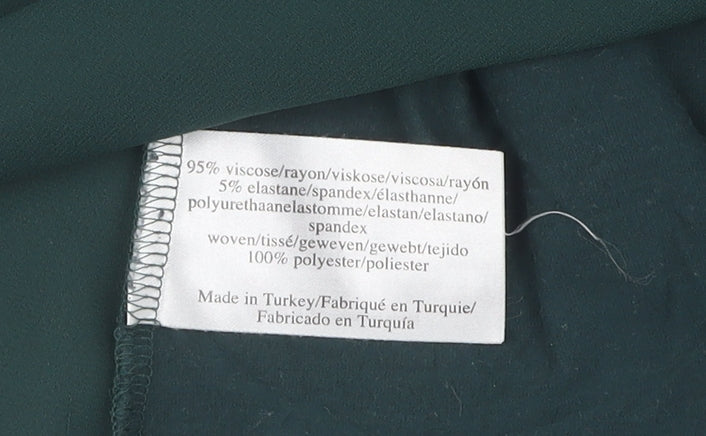 95% viscose/rayon/viskose/viscosa/rayón
5% elastane/spandex/élasthanne/
polyurethaanelastomme/elastan/elastano/
spandex
woven/tissé/geweven/gewebt/tejido
100% polyester/poliester
Made in Turkey/Fabriqué en Turquie/
Fabricado en Turquía